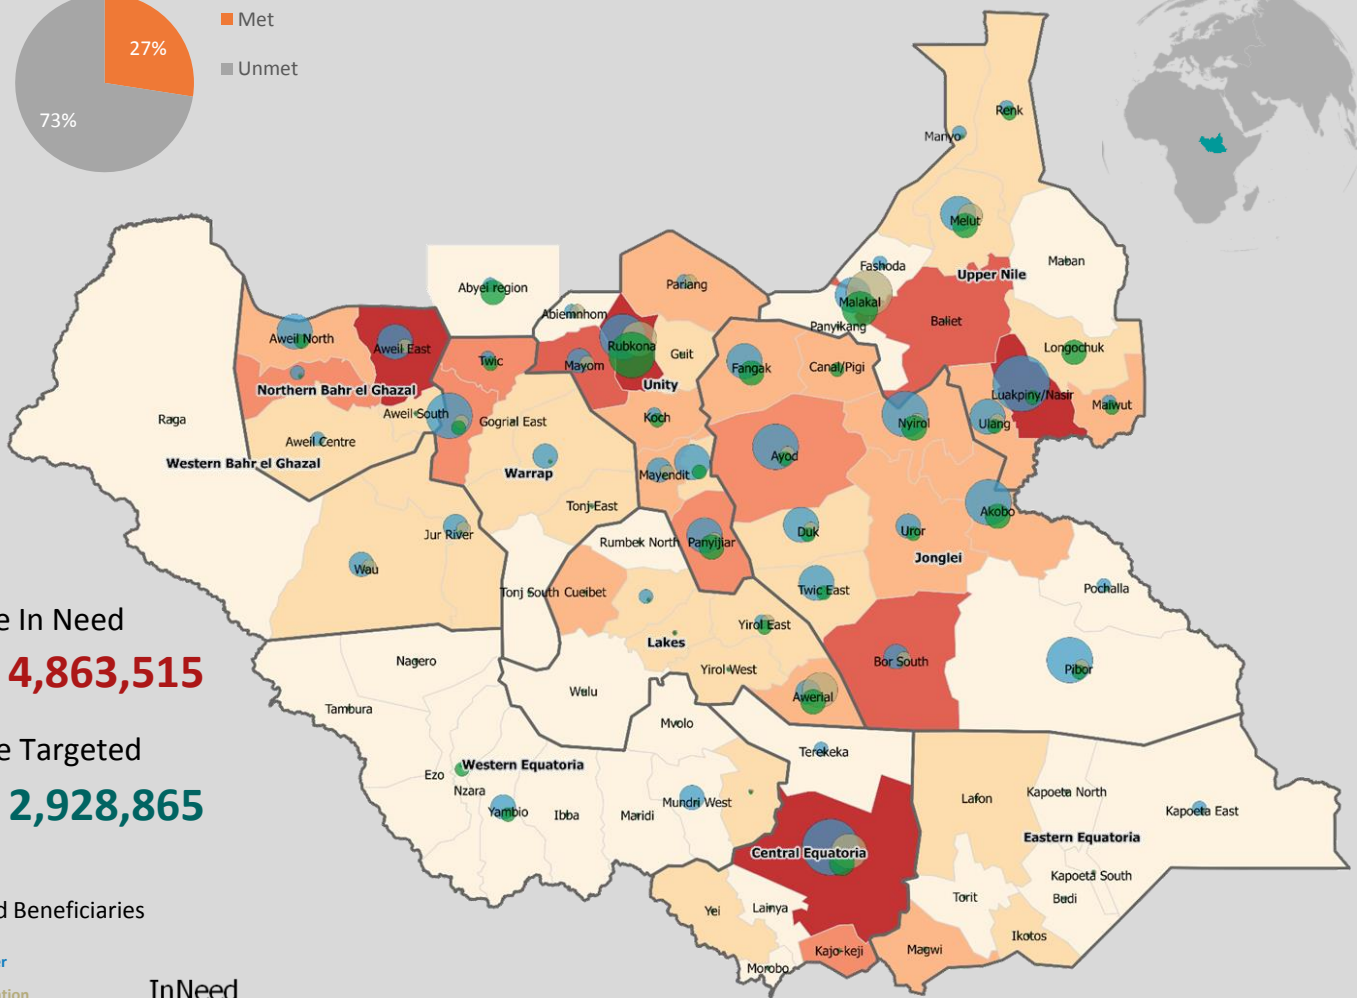 Met
27%
Unmet
73%
Renk
Manyo
Melut
Fashoda
Upper Nile
Maban
Abyei region
Pariang
Abiemnhom
Malakal
Panyikang
Baliet
Aweil North
Aweil East
Twic
Mayom
Rubkona
Guit
Unity
Fangak
Canal/Pigi
Longochuk
Luakpiny/Nasir
Maiwut
Northern Bahr el Ghazal
Raga
Aweil South
Gogrial East
Koch
Nyirol
Ulang
Aweil Centre
Western Bahr el Ghazal
Warrap
Mayendit
Ayod
Tonj East
Akobo
Jur River
Rumbek North
Panyijiar
Duk
Uror
Jonglei
Wau
Tonj South
Cueibet
Twic East
Pochalla
e In Need
4,863,515
Lakes
Yirol East
Nagero
Yirol West
Bor South
Pibor
Wulu
Awerial
Tambura
Mvolo
e Targeted
2,928,865
Terekeka
Western Equatoria
Ezo
Nzara
Yambio
Ibba
Maridi
Mundri West
Lafon
Kapoeta North
Kapoeta East
Eastern Equatoria
Central Equatoria
Kapoeta South
Budi
Torit
d Beneficiaries
Yei
Lainya
Ikotos
Kajo-keji
Magwi
Morobo
er
InNeed